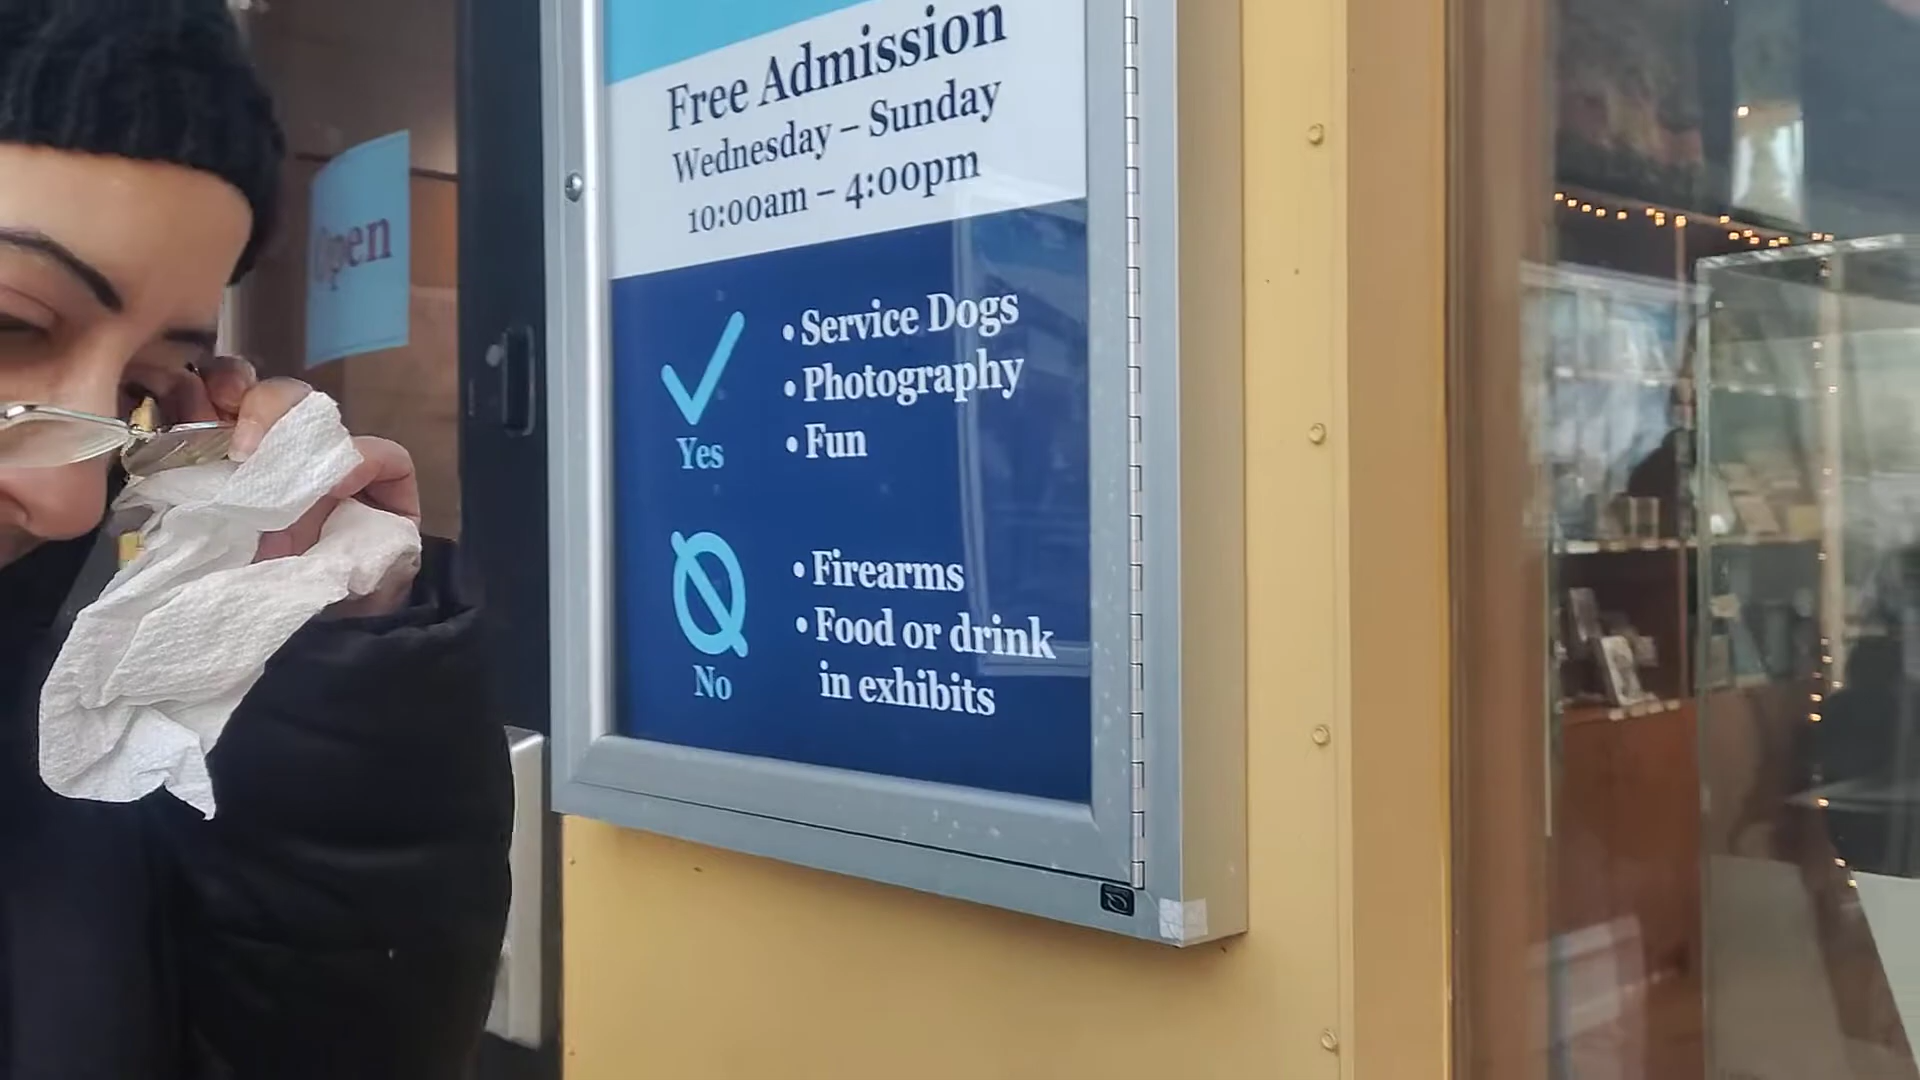 Free Admission
Wednesday – Sunday
10:00am – 4:00pm
Open
• Service Dogs
• Photography
• Fun
Yes
• Firearms
• Food or drink
in exhibits
No